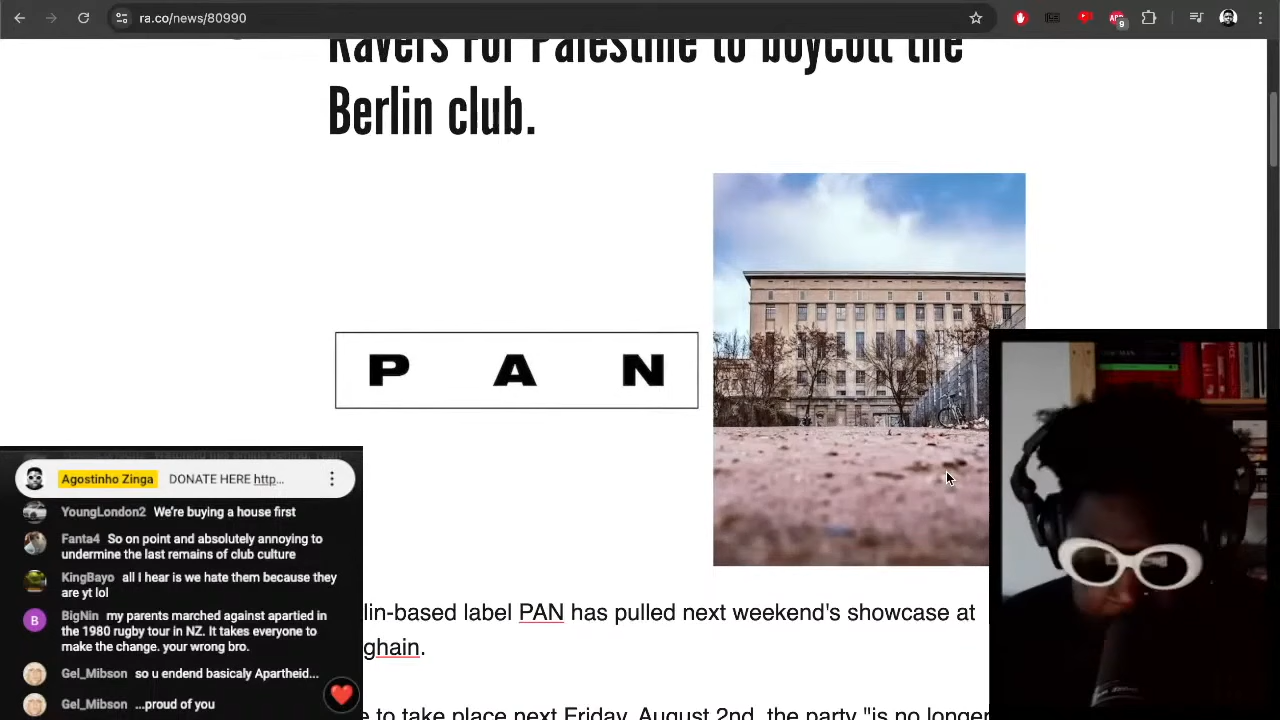 ra.co/news/80990
9
Ravers For Palestine to boycott the
Berlin club.
P A N
Agostinho Zinga DONATE HERE http...
YoungLondon2 We're buying a house first
Fanta4 So on point and absolutely annoying to
undermine the last remains of club culture
KingBayo all I hear is we hate them because they
are yt lol
BigNin my parents marched against apartied in
the 1980 rugby tour in NZ. It takes everyone to
make the change. your wrong bro.
B
Gel_Mibson so u endend basicaly Apartheid...
Gel_Mibson ...proud of you
lin-based label PAN has pulled next weekend's showcase at
ghain.
e to take place next Friday, August 2nd, the party "is no longer